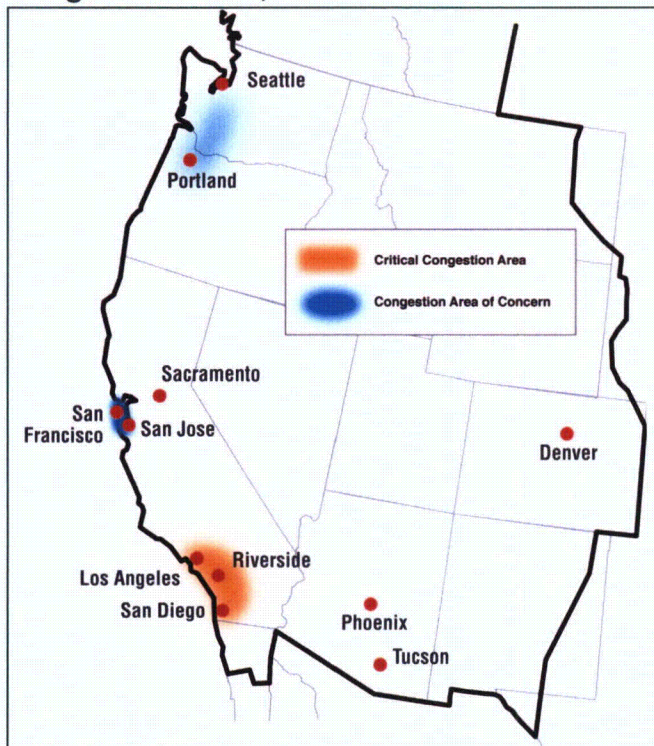 Seattle
Portland
Critical Congestion Area
Congestion Area of Concern
Sacramento
San
Francisco
San Jose
Denver
Riverside
Los Angeles
San Diego
Phoenix
Tucson